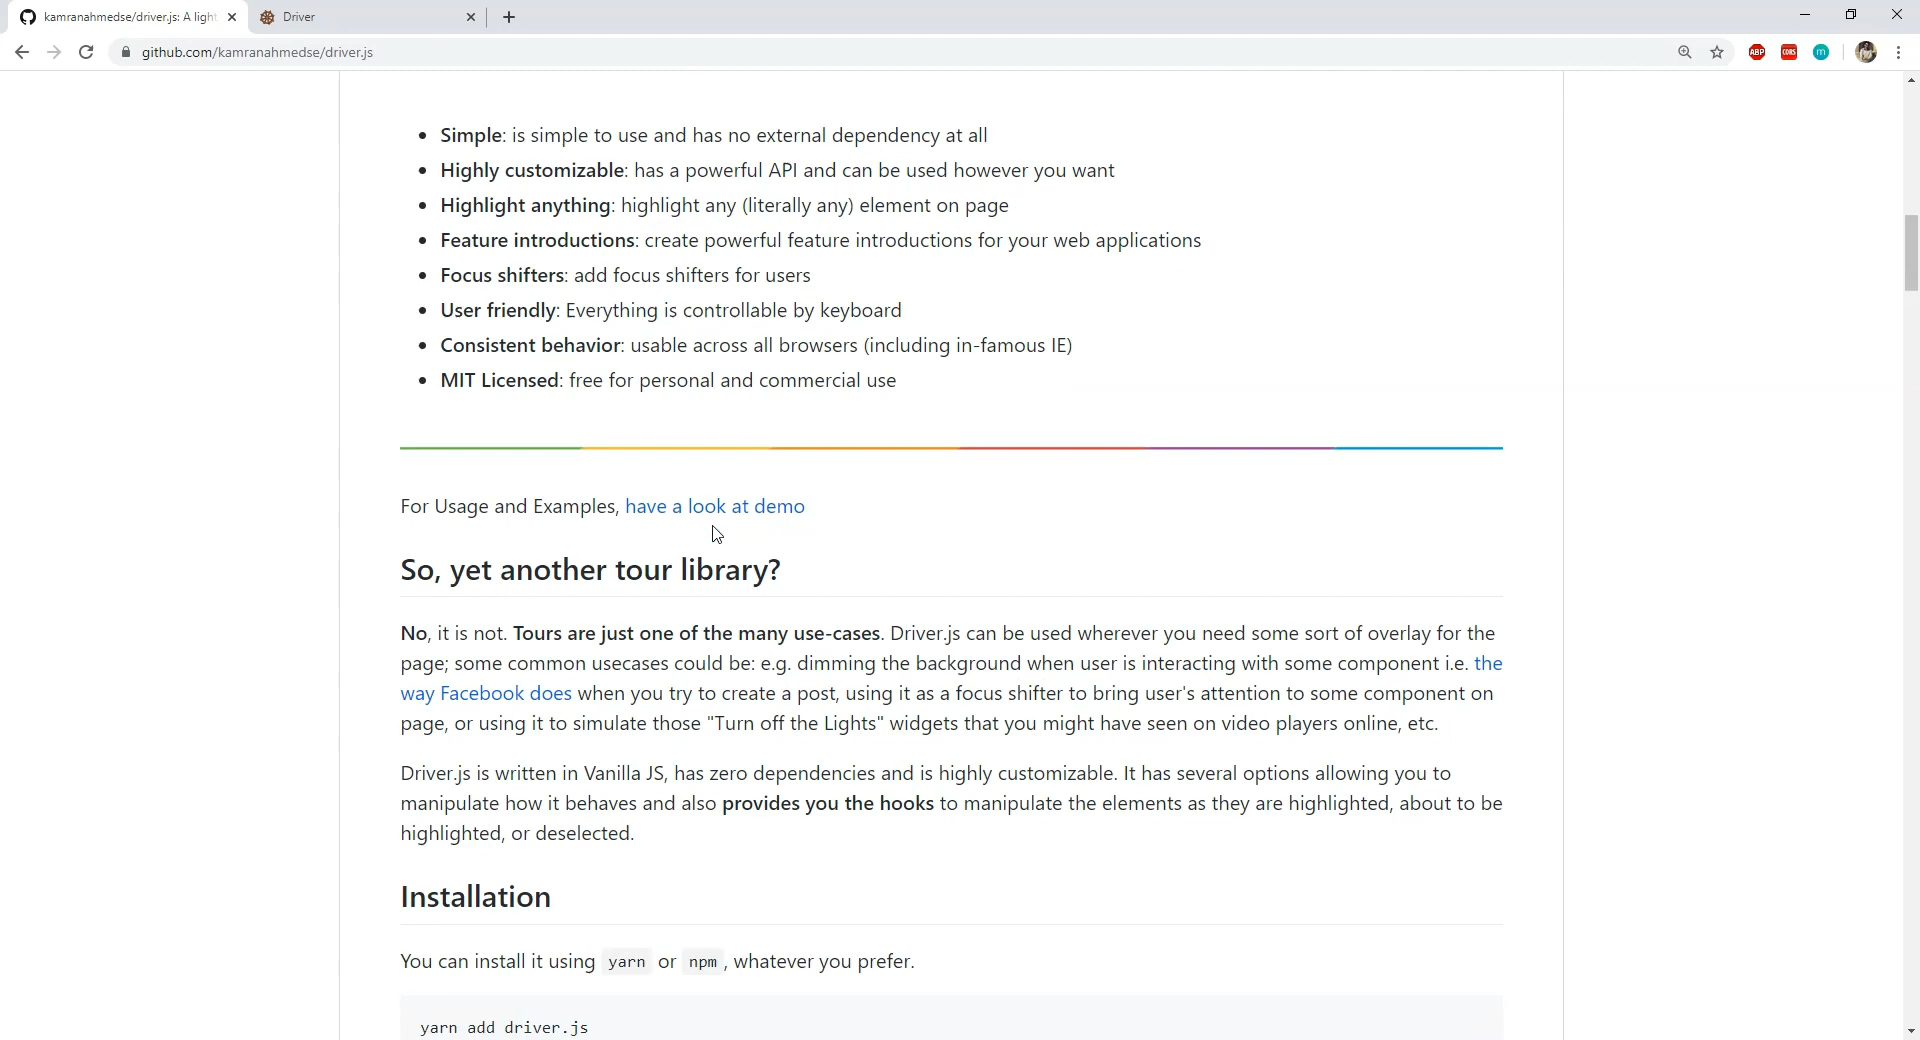 kamranahmedse/driver.js: A light
Driver
github.com/kamranahmedse/driver.js
ABP
CORS
m
Simple: is simple to use and has no external dependency at all
Highly customizable: has a powerful API and can be used however you want
Highlight anything: highlight any (literally any) element on page
Feature introductions: create powerful feature introductions for your web applications
Focus shifters: add focus shifters for users
User friendly: Everything is controllable by keyboard
Consistent behavior: usable across all browsers (including in-famous IE)
MIT Licensed: free for personal and commercial use
For Usage and Examples, have a look at demo
So, yet another tour library?
No, it is not. Tours are just one of the many use-cases. Driver.js can be used wherever you need some sort of overlay for the
page; some common usecases could be: e.g. dimming the background when user is interacting with some component i.e. the
way Facebook does when you try to create a post, using it as a focus shifter to bring user's attention to some component on
page, or using it to simulate those "Turn off the Lights" widgets that you might have seen on video players online, etc.
Driver.js is written in Vanilla JS, has zero dependencies and is highly customizable. It has several options allowing you to
manipulate how it behaves and also provides you the hooks to manipulate the elements as they are highlighted, about to be
highlighted, or deselected.
Installation
You can install it using yarn or npm, whatever you prefer.
yarn add driver.js